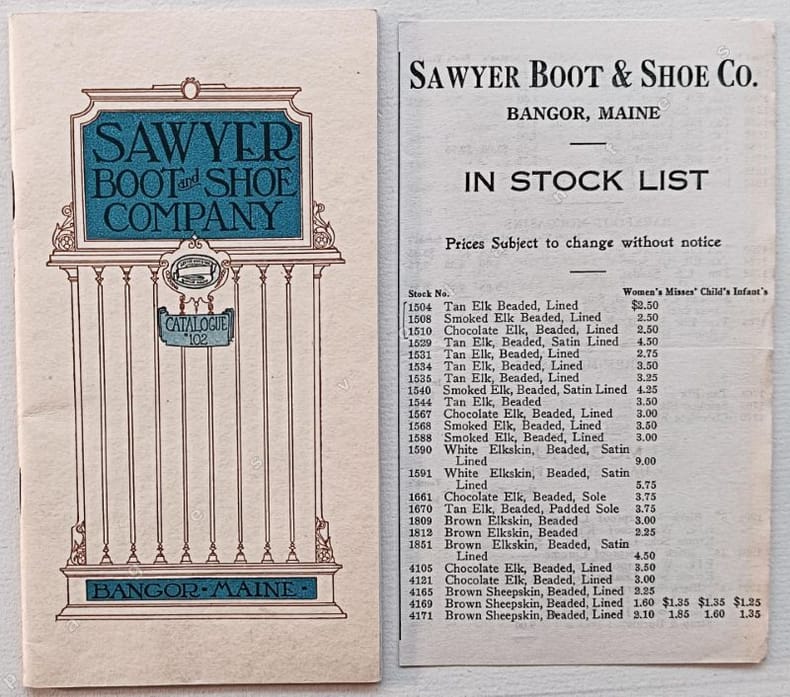 SAWYER
BOOT and SHOE
COMPANY
CATALOGUE
102
BANGOR-MAINE-
SAWYER BOOT & SHOE CO.
BANGOR, MAINE
IN STOCK LIST
Prices Subject to change without notice
Stock No. Women's Misses' Child's Infant's
1504 Tan Elk Beaded, Lined $2.50
1508 Smoked Elk Beaded, Lined 2.50
1510 Chocolate Elk, Beaded, Lined 2.50
1529 Tan Elk, Beaded, Satin Lined 4.50
1531 Tan Elk, Beaded, Lined 2.75
1534 Tan Elk, Beaded, Lined 3.50
1535 Tan Elk, Beaded, Lined 3.25
1540 Smoked Elk, Beaded, Satin Lined 4.25
1544 Tan Elk, Beaded 3.50
1567 Chocolate Elk, Beaded, Lined 3.00
1568 Smoked Elk, Beaded, Lined 3.50
1588 Smoked Elk, Beaded, Lined 3.00
1590 White Elkskin, Beaded, Satin
Lined 9.00
1591 White Elkskin, Beaded, Satin
Lined 5.75
1661 Chocolate Elk, Beaded, Sole 3.75
1670 Tan Elk, Beaded, Padded Sole 3.75
1809 Brown Elkskin, Beaded 3.00
1812 Brown Elkskin, Beaded 2.25
1851 Brown Elkskin, Beaded, Satin
Lined 4.50
4105 Chocolate Elk, Beaded, Lined 3.50
4121 Chocolate Elk, Beaded, Lined 3.00
4165 Brown Sheepskin, Beaded, Lined 2.25
4169 Brown Sheepskin, Beaded, Lined 1.60 $1.35 $1.35 $1.25
4171 Brown Sheepskin, Beaded, Lined 2.10 1.85 1.60 1.35